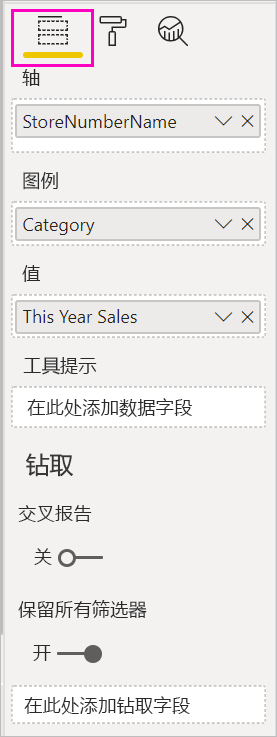 轴
StoreNumberName
图例
Category
值
This Year Sales
工具提示
在此处添加数据字段
钻取
交叉报告
关
保留所有筛选器
开
在此处添加钻取字段